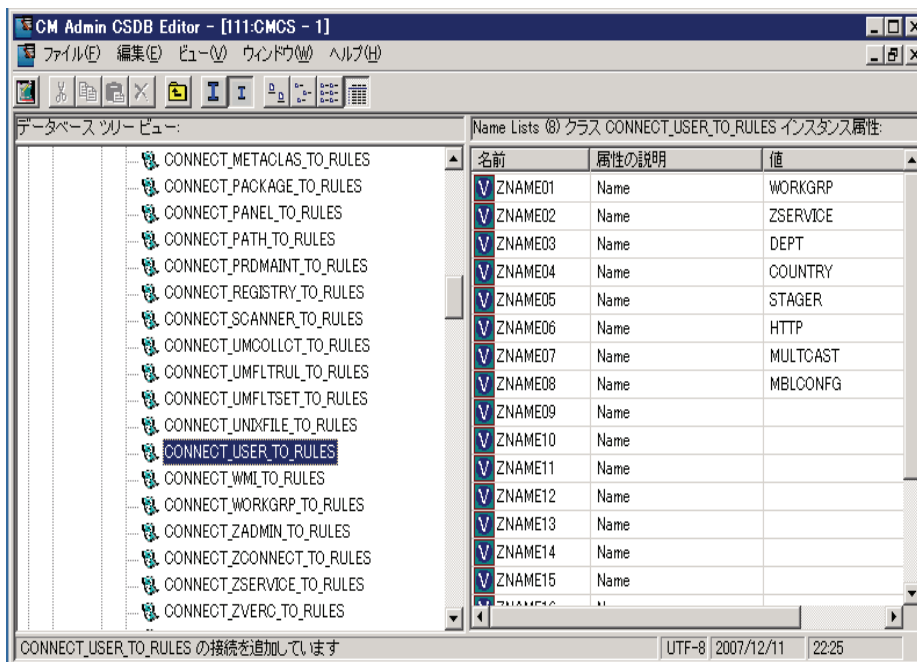 CM Admin CSDB Editor - [111:CMCS - 1]
ファイル(F) 編集(E) ビュー(V) ウィンドウ(W) ヘルプ(H)
データベース ツリー ビュー:
CONNECT_METACLAS_TO_RULES
CONNECT_PACKAGE_TO_RULES
CONNECT_PANEL_TO_RULES
CONNECT_PATH_TO_RULES
CONNECT_PRDMAINT_TO_RULES
CONNECT_REGISTRY_TO_RULES
CONNECT_SCANNER_TO_RULES
CONNECT_UMCOLLCT_TO_RULES
CONNECT_UMFLTRUL_TO_RULES
CONNECT_UMFLTSET_TO_RULES
CONNECT_UNIXFILE_TO_RULES
CONNECT_USER_TO_RULES
CONNECT_WMI_TO_RULES
CONNECT_WORKGRP_TO_RULES
CONNECT_ZADMIN_TO_RULES
CONNECT_ZCONNECT_TO_RULES
CONNECT_ZSERVICE_TO_RULES
CONNECT_ZVERC_TO_RULES
Name Lists (8) クラス CONNECT_USER_TO_RULES インスタンス属性:
名前 属性の説明 値
ZNAME01 Name WORKGRP
ZNAME02 Name ZSERVICE
ZNAME03 Name DEPT
ZNAME04 Name COUNTRY
ZNAME05 Name STAGER
ZNAME06 Name HTTP
ZNAME07 Name MULTCAST
ZNAME08 Name MBLCONFG
ZNAME09 Name
ZNAME10 Name
ZNAME11 Name
ZNAME12 Name
ZNAME13 Name
ZNAME14 Name
ZNAME15 Name
CONNECT_USER_TO_RULES の接続を追加しています UTF-8 2007/12/11 22:25